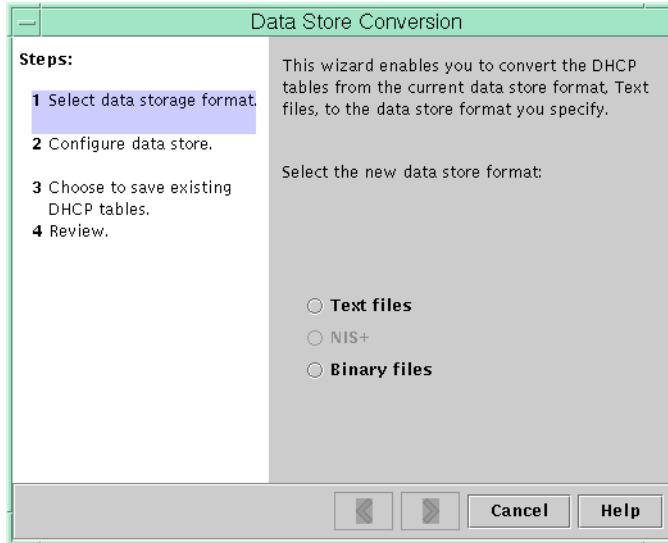 Data Store Conversion
Steps:
1 Select data storage format.
2 Configure data store.
3 Choose to save existing
DHCP tables.
4 Review.
This wizard enables you to convert the DHCP
tables from the current data store format, Text
files, to the data store format you specify.
Select the new data store format:
Text files
NIS+
Binary files
Cancel
Help